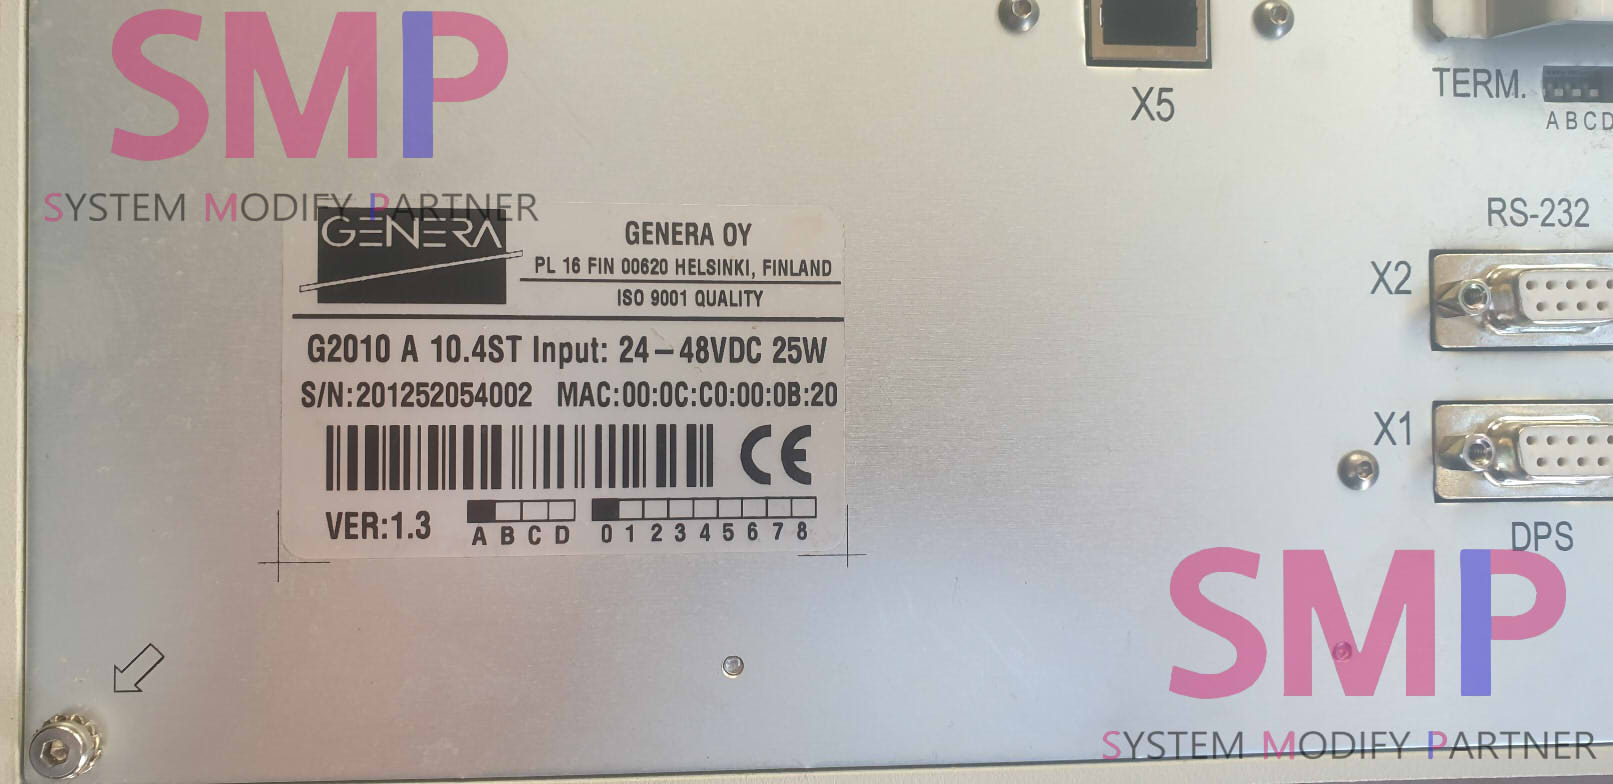 SMP
SYSTEM MODIFY PARTNER
X5
TERM.
A B C D
RS-232
X2
X1
DPS
GENERA
GENERA OY
PL 16 FIN 00620 HELSINKI, FINLAND
ISO 9001 QUALITY
G2010 A 10.4ST Input: 24-48VDC 25W
S/N:201252054002 MAC:00:0C:C0:00:0B:20
CE
VER:1.3
A B C D 0 1 2 3 4 5 6 7 8
SMP
SYSTEM MODIFY PARTNER